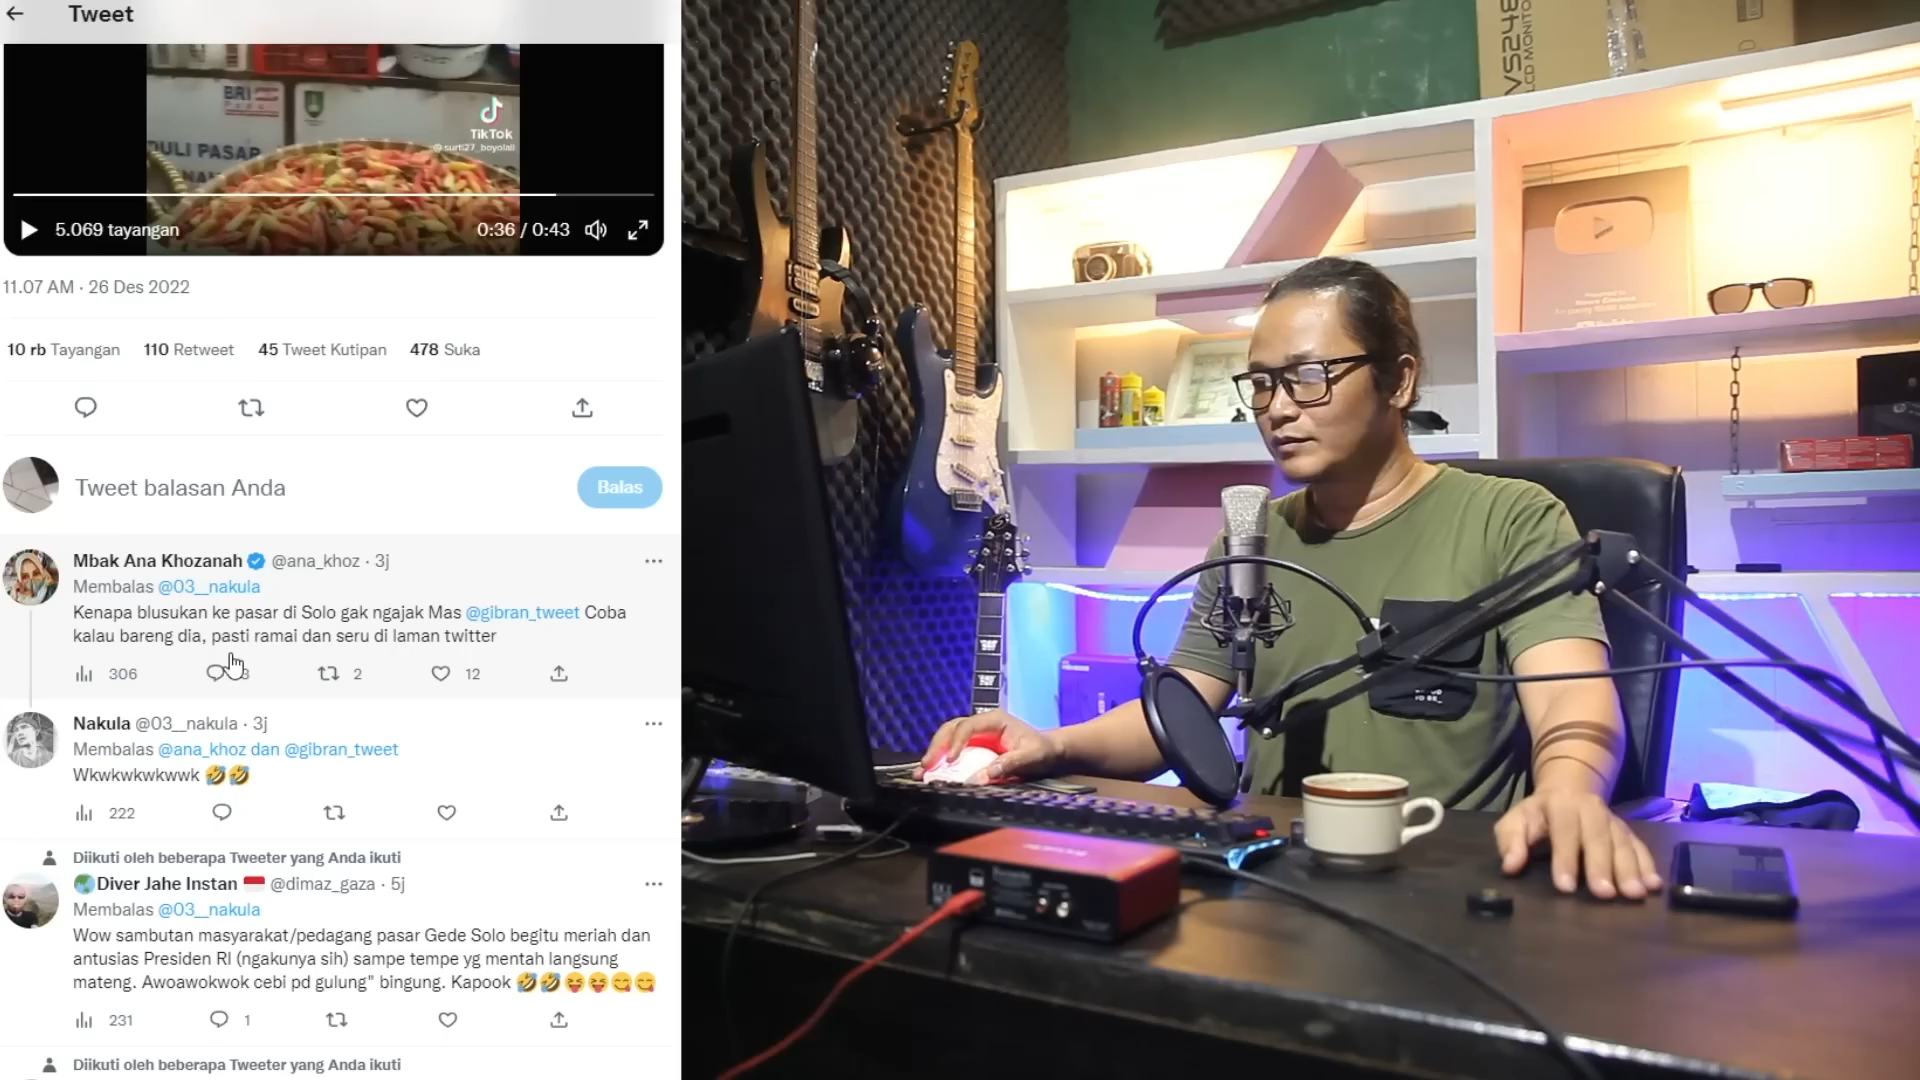 Tweet
BRI
TikTok
@surti27_boyolali
5.069 tayangan
0:36 / 0:43
11.07 AM · 26 Des 2022
10 rb Tayangan 110 Retweet 45 Tweet Kutipan 478 Suka
Tweet balasan Anda
Balas
Mbak Ana Khozanah @ana_khoz · 3j
Membalas @03__nakula
Kenapa blusukan ke pasar di Solo gak ngajak Mas @gibran_tweet Coba
kalau bareng dia, pasti ramai dan seru di laman twitter
306 3 2 12
Nakula @03__nakula · 3j
Membalas @ana_khoz dan @gibran_tweet
Wkwkwkwkwwk 🤣🤣
222
Diikuti oleh beberapa Tweeter yang Anda ikuti
🌏Diver Jahe Instan 🇮🇩 @dimaz_gaza · 5j
Membalas @03__nakula
Wow sambutan masyarakat/pedagang pasar Gede Solo begitu meriah dan
antusias Presiden RI (ngakunya sih) sampe tempe yg mentah langsung
mateng. Awoawokwok cebi pd gulung" bingung. Kapook 🤣🤣😝😝😋😋
231 1
Diikuti oleh beberapa Tweeter yang Anda ikuti
VS248
LCD MONITOR